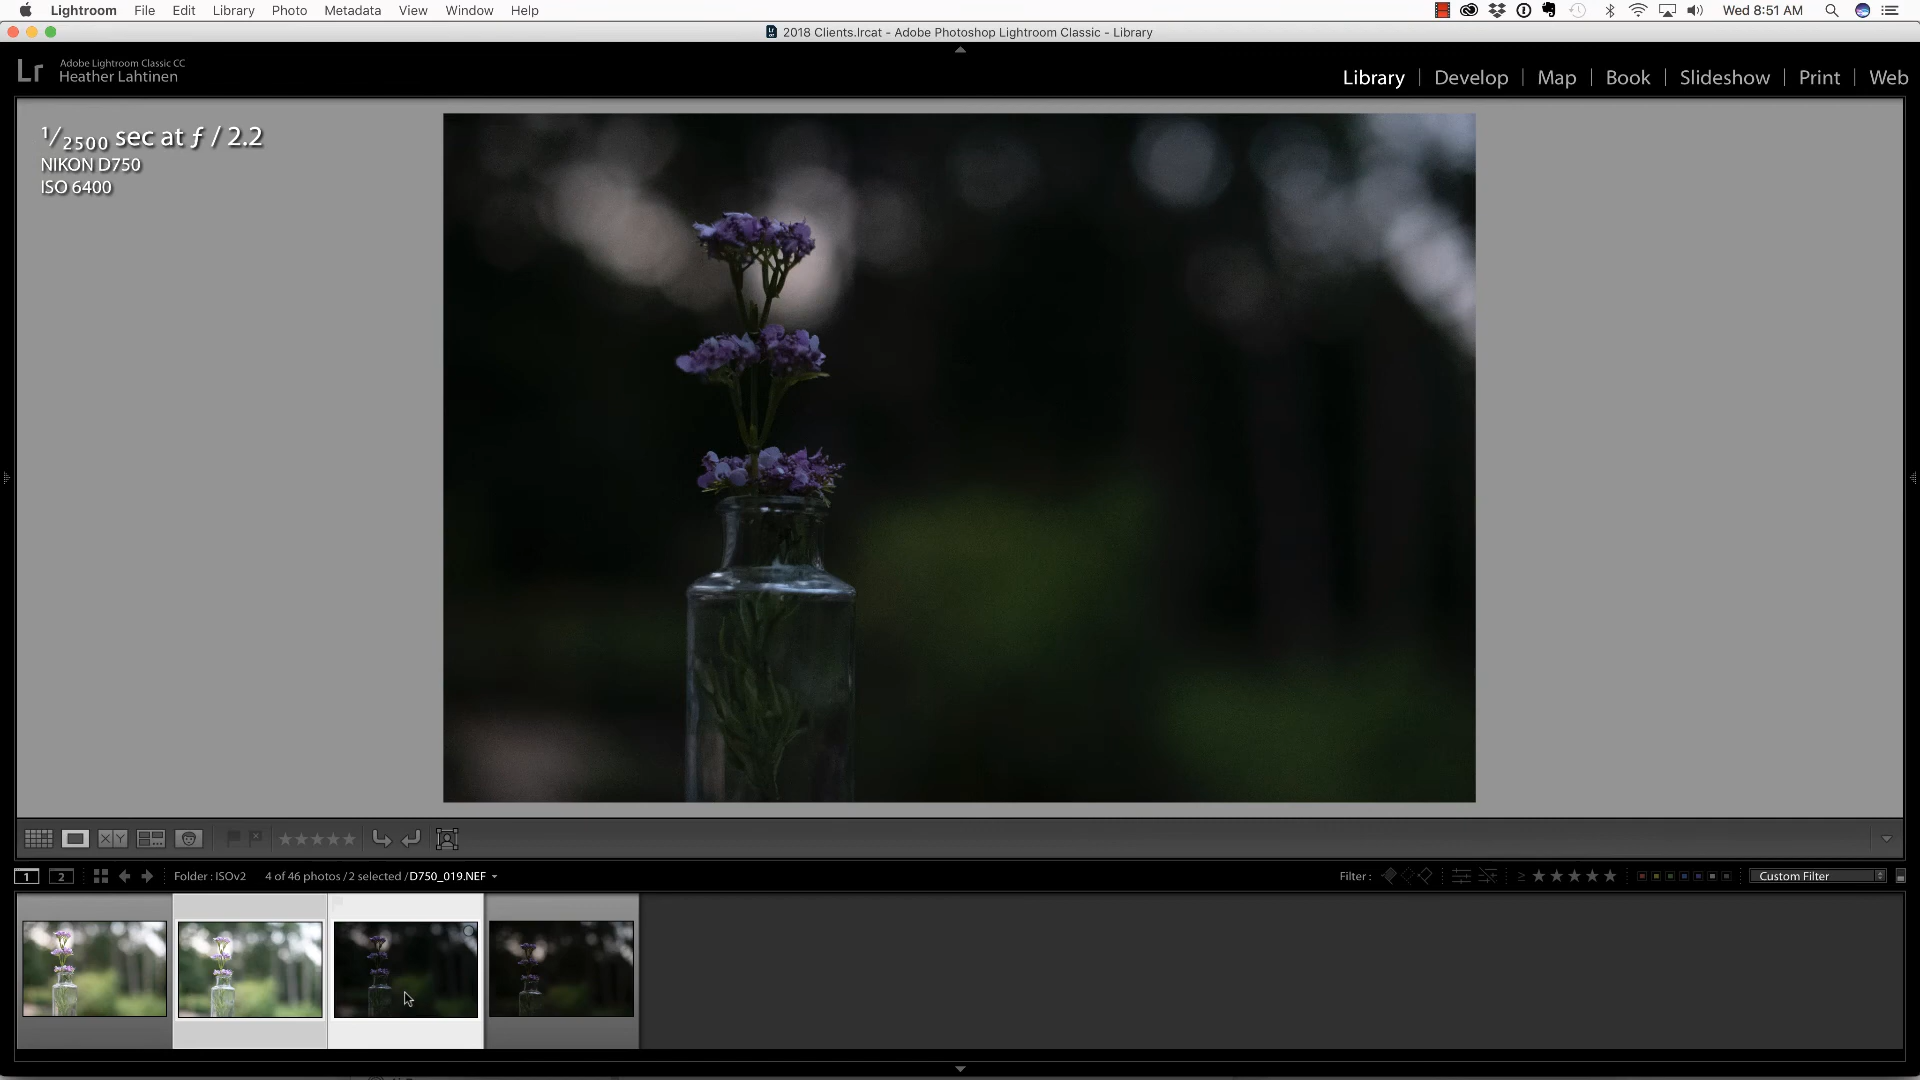 Lightroom File Edit Library Photo Metadata View Window Help Wed 8:51 AM
2018 Clients.lrcat - Adobe Photoshop Lightroom Classic - Library
Lr Adobe Lightroom Classic CC
Heather Lahtinen
Library | Develop | Map | Book | Slideshow | Print | Web
1/2500 sec at ƒ / 2.2
NIKON D750
ISO 6400
X Y
1 2 Folder : ISOv2 4 of 46 photos / 2 selected / D750_019.NEF Filter : ≥ ★★★★★ Custom Filter